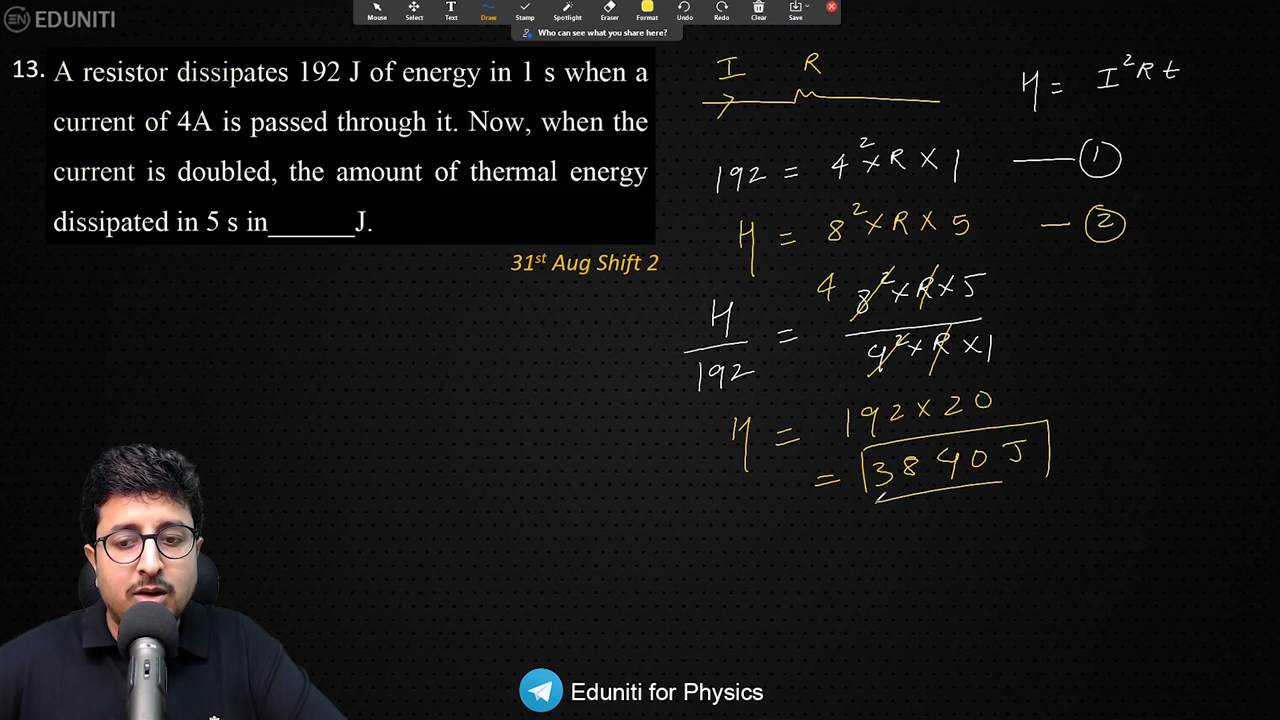 EDUNITI
Mouse Select Text Draw Stamp Spotlight Eraser Format Undo Redo Clear Save
Who can see what you share here?
13. A resistor dissipates 192 J of energy in 1 s when a
current of 4A is passed through it. Now, when the
current is doubled, the amount of thermal energy
dissipated in 5 s in______J.
31st Aug Shift 2
I R
H = I² R t
192 = 4² × R × 1 — ①
H = 8² × R × 5 — ②
4 8² × R × 5
H =
192 4² × R × 1
H = 192 × 20
= 3840 J
Eduniti for Physics